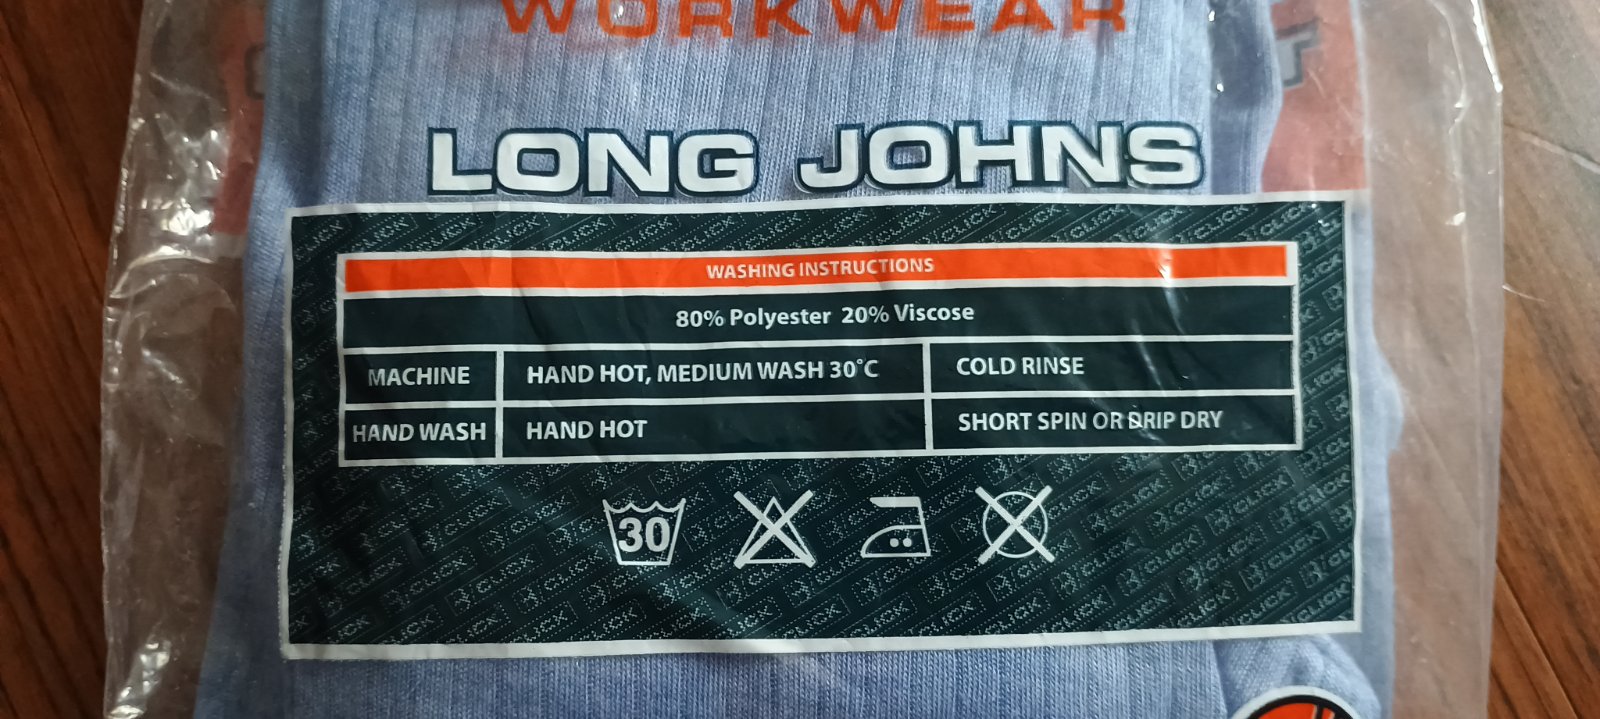 WORKWEAR
LONG JOHNS
WASHING INSTRUCTIONS
80% Polyester 20% Viscose
MACHINE HAND HOT, MEDIUM WASH 30°C COLD RINSE
HAND WASH HAND HOT SHORT SPIN OR DRIP DRY
30
CLICK